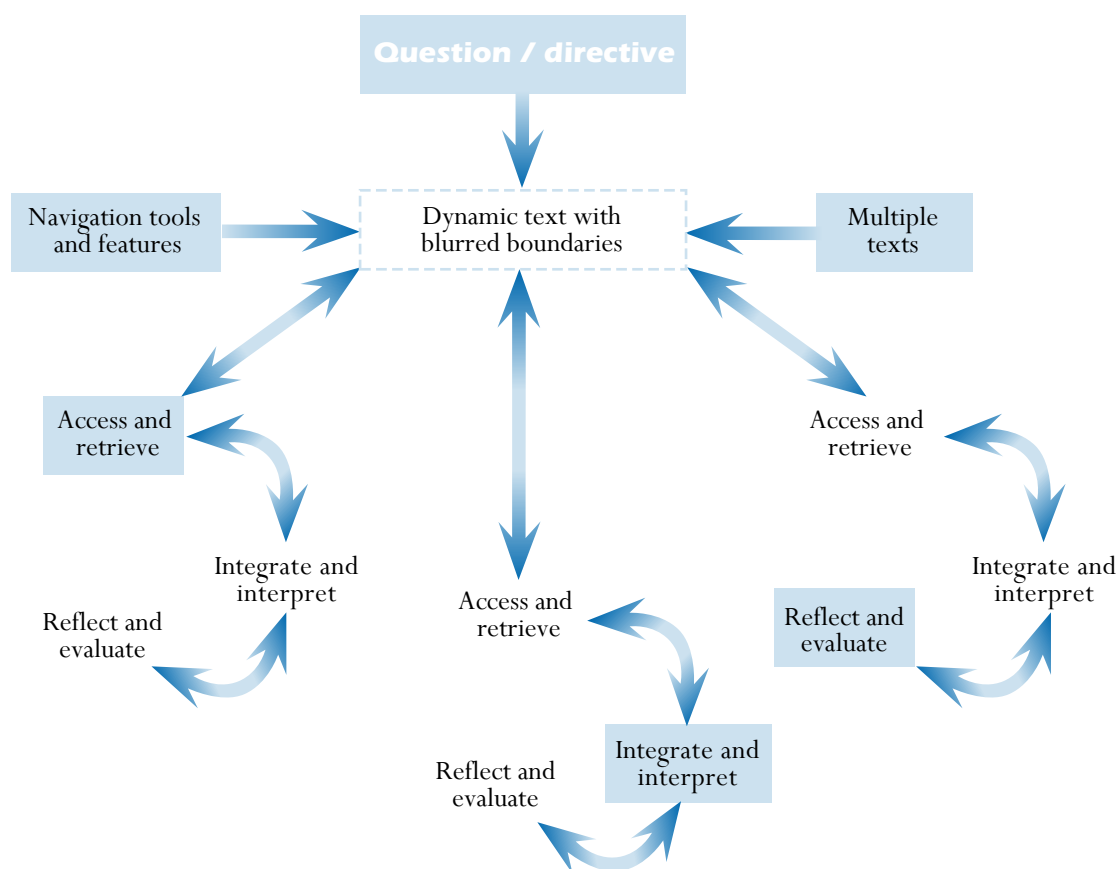 Question / directive
Navigation tools
and features
Dynamic text with
blurred boundaries
Multiple
texts
Access and
retrieve
Integrate and
interpret
Reflect and
evaluate
Access and
retrieve
Integrate and
interpret
Reflect and
evaluate
Access and
retrieve
Integrate and
interpret
Reflect and
evaluate